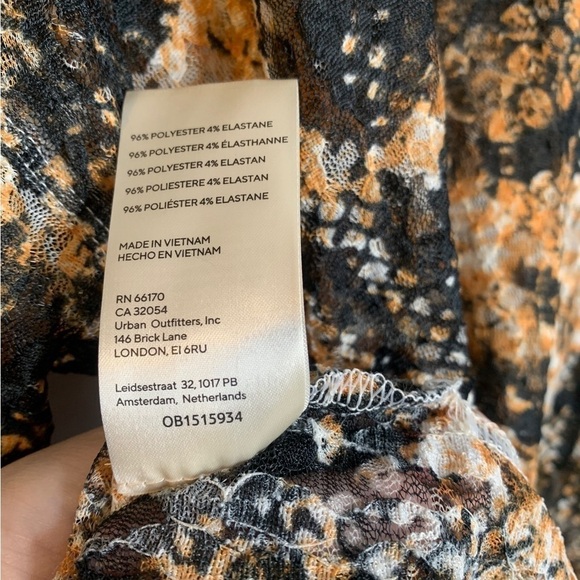 96% POLYESTER 4% ELASTANE
96% POLYESTER 4% ÉLASTHANNE
96% POLYESTER 4% ELASTAN
96% POLIESTERE 4% ELASTAN
96% POLIÉSTER 4% ELASTANE
MADE IN VIETNAM
HECHO EN VIETNAM
RN 66170
CA 32054
Urban Outfitters, Inc
146 Brick Lane
LONDON, EI 6RU
Leidsestraat 32, 1017 PB
Amsterdam, Netherlands
OB1515934